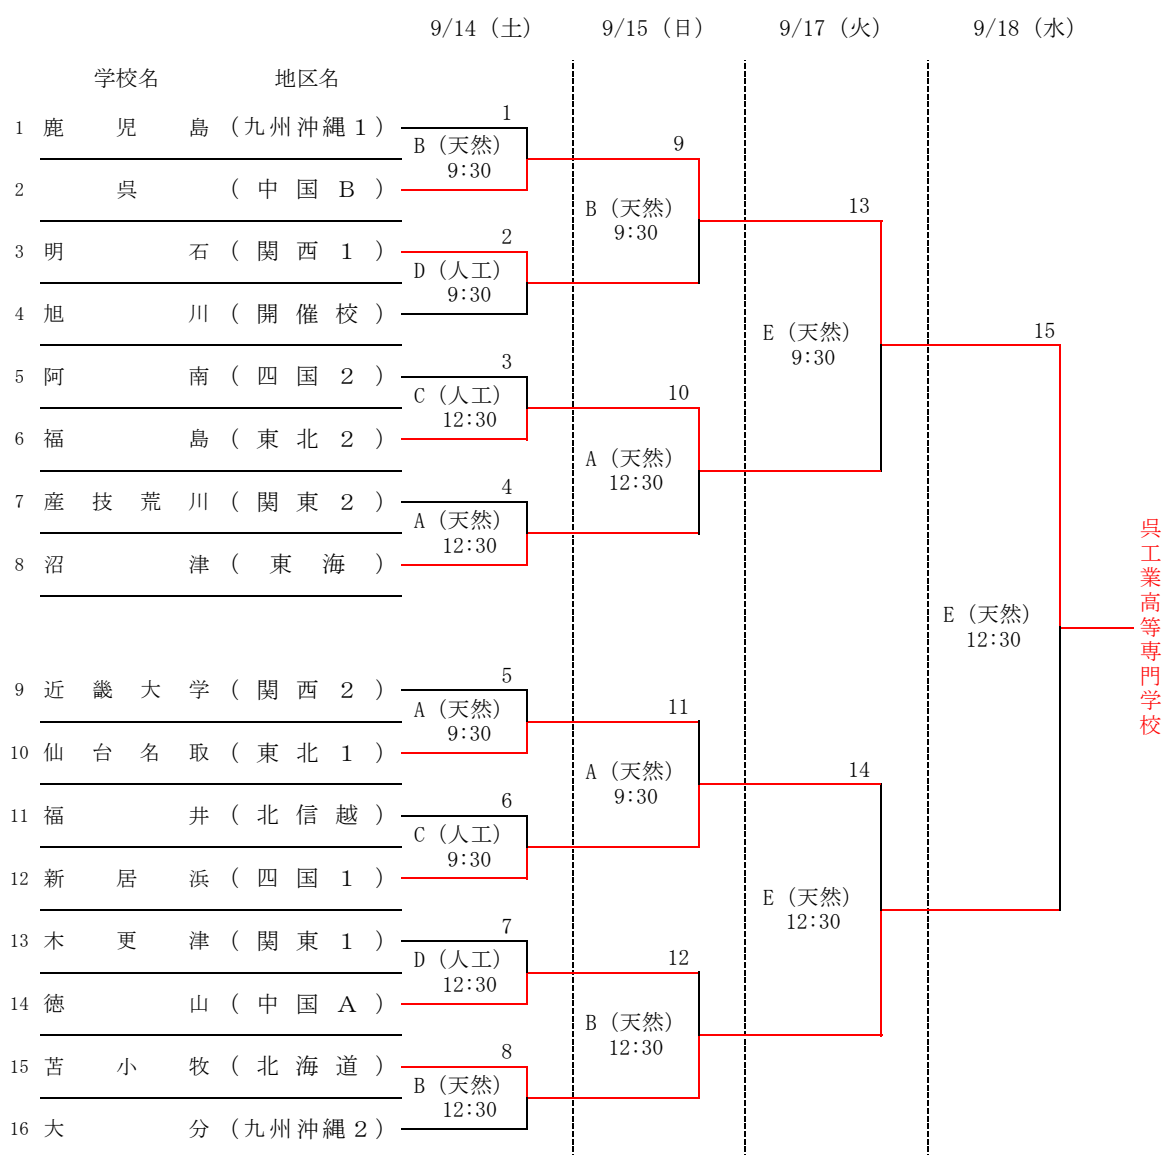 9/14（土） 9/15（日） 9/17（火） 9/18（水）
学校名 地区名
1 鹿児島（九州沖縄１）
1
B（天然）
9:30
9
2 呉（中国Ｂ）
B（天然）
9:30
13
3 明石（関西１）
2
D（人工）
9:30
4 旭川（開催校）
E（天然）
9:30
15
5 阿南（四国２）
3
C（人工）
12:30
10
6 福島（東北２）
A（天然）
12:30
7 産技荒川（関東２）
4
A（天然）
12:30
8 沼津（東海）
呉工業高等専門学校
E（天然）
12:30
9 近畿大学（関西２）
5
A（天然）
9:30
11
10 仙台名取（東北１）
A（天然）
9:30
14
11 福井（北信越）
6
C（人工）
9:30
12 新居浜（四国１）
E（天然）
12:30
13 木更津（関東１）
7
D（人工）
12:30
12
14 徳山（中国Ａ）
B（天然）
12:30
15 苫小牧（北海道）
8
B（天然）
12:30
16 大分（九州沖縄２）